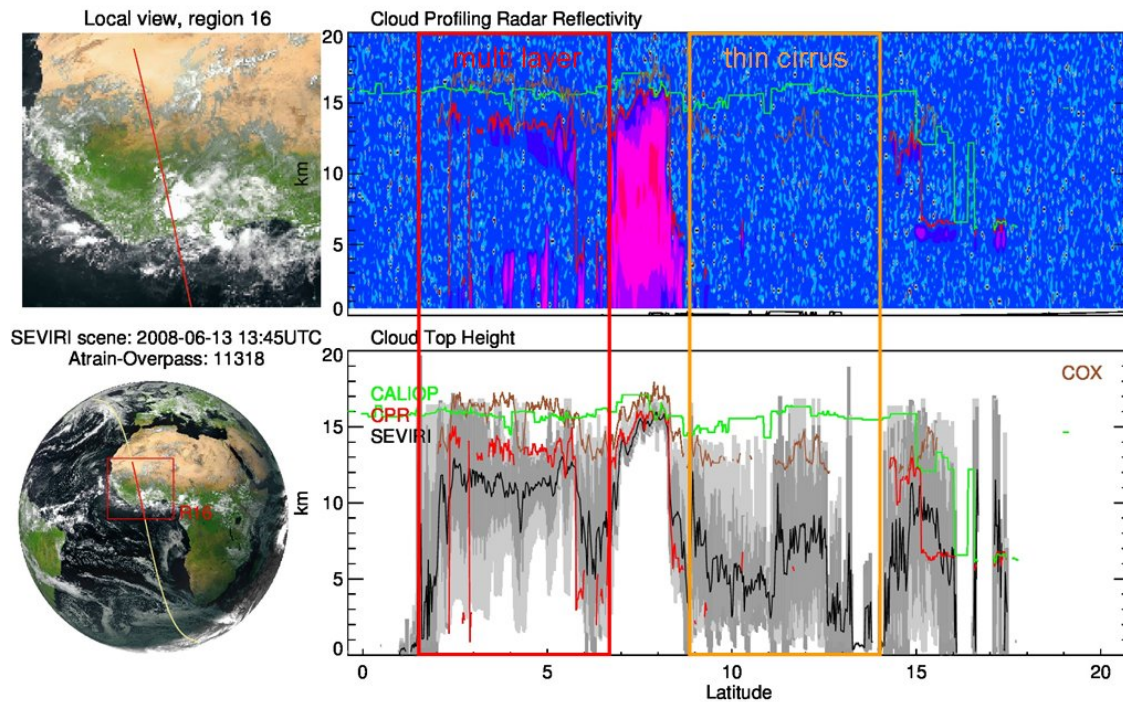 Local view, region 16
Cloud Profiling Radar Reflectivity
multi layer
thin cirrus
20
15
10
5
0
km
SEVIRI scene: 2008-06-13 13:45UTC
Atrain-Overpass: 11318
R16
Cloud Top Height
CALIOP
CPR
SEVIRI
COX
20
15
10
5
0
km
0 5 10 15 20
Latitude